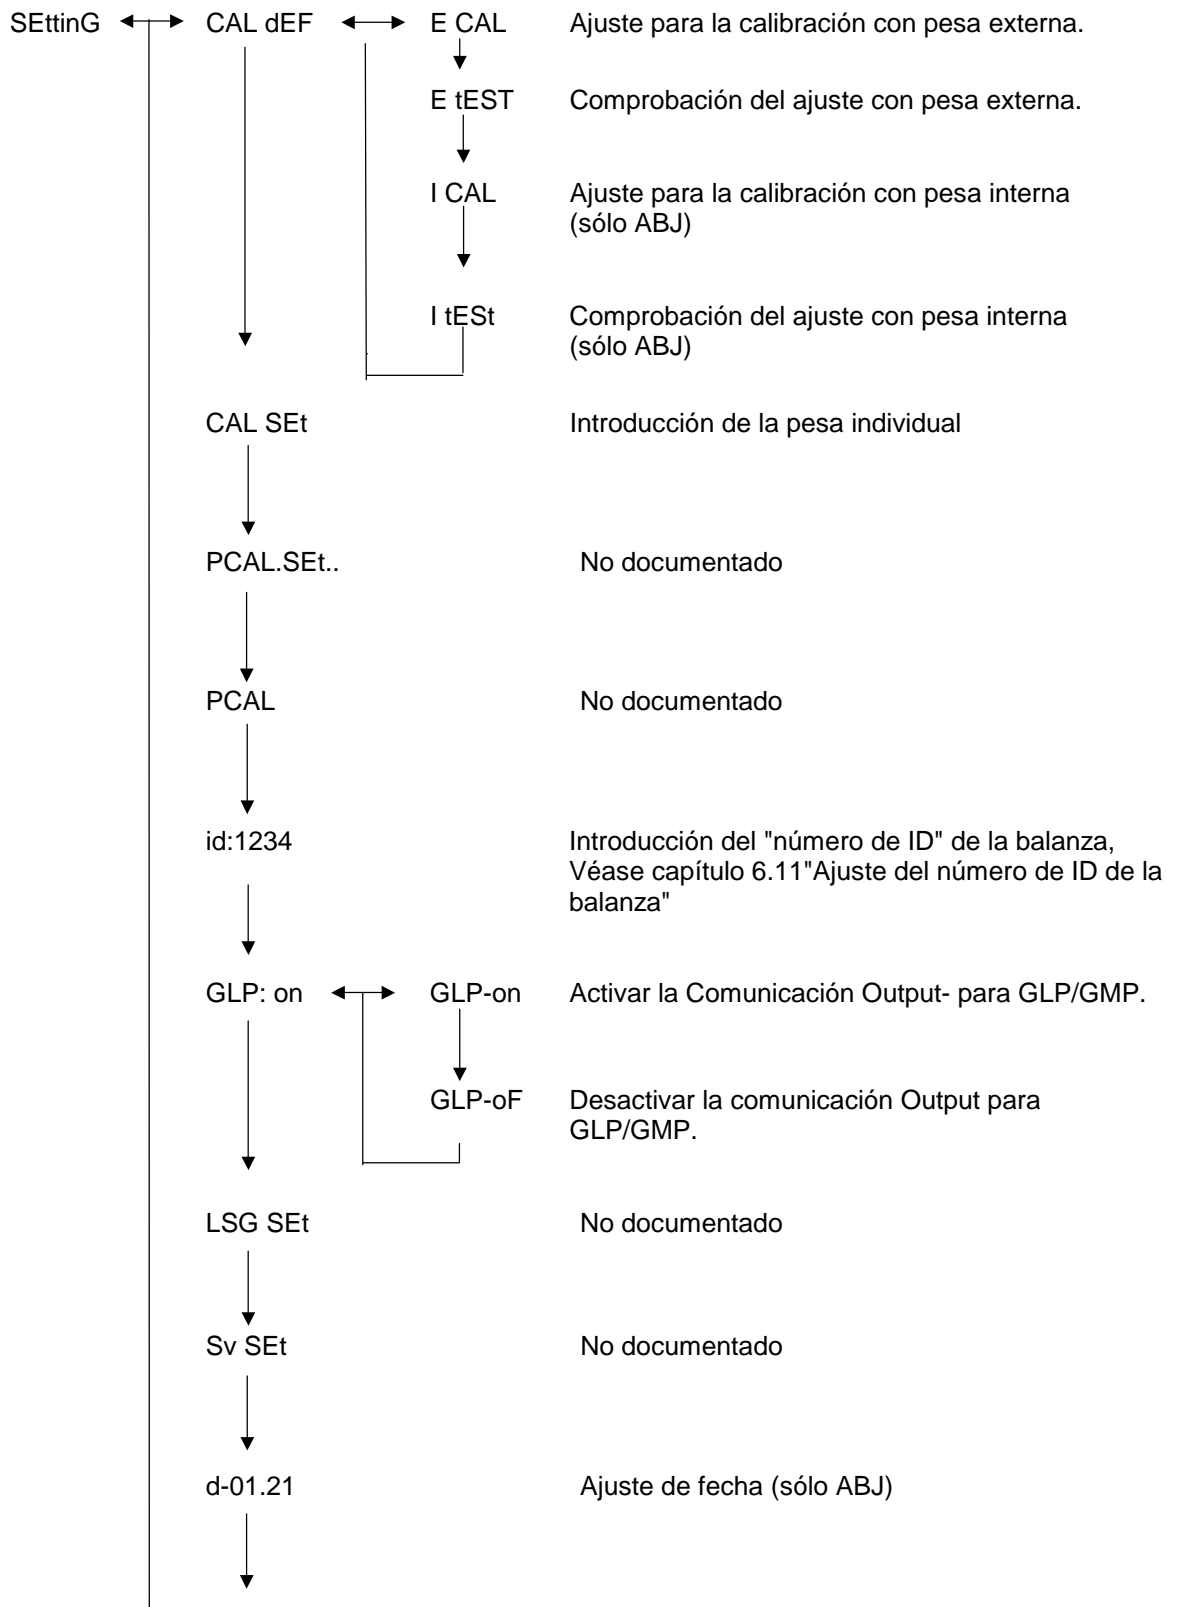 SEttinG CAL dEF E CAL Ajuste para la calibración con pesa externa.
E tEST Comprobación del ajuste con pesa externa.
I CAL Ajuste para la calibración con pesa interna
(sólo ABJ)
I tESt Comprobación del ajuste con pesa interna
(sólo ABJ)
CAL SEt Introducción de la pesa individual
PCAL.SEt.. No documentado
PCAL No documentado
id:1234 Introducción del "número de ID" de la balanza,
Véase capítulo 6.11"Ajuste del número de ID de la
balanza"
GLP: on GLP-on Activar la Comunicación Output- para GLP/GMP.
GLP-oF Desactivar la comunicación Output para
GLP/GMP.
LSG SEt No documentado
Sv SEt No documentado
d-01.21 Ajuste de fecha (sólo ABJ)